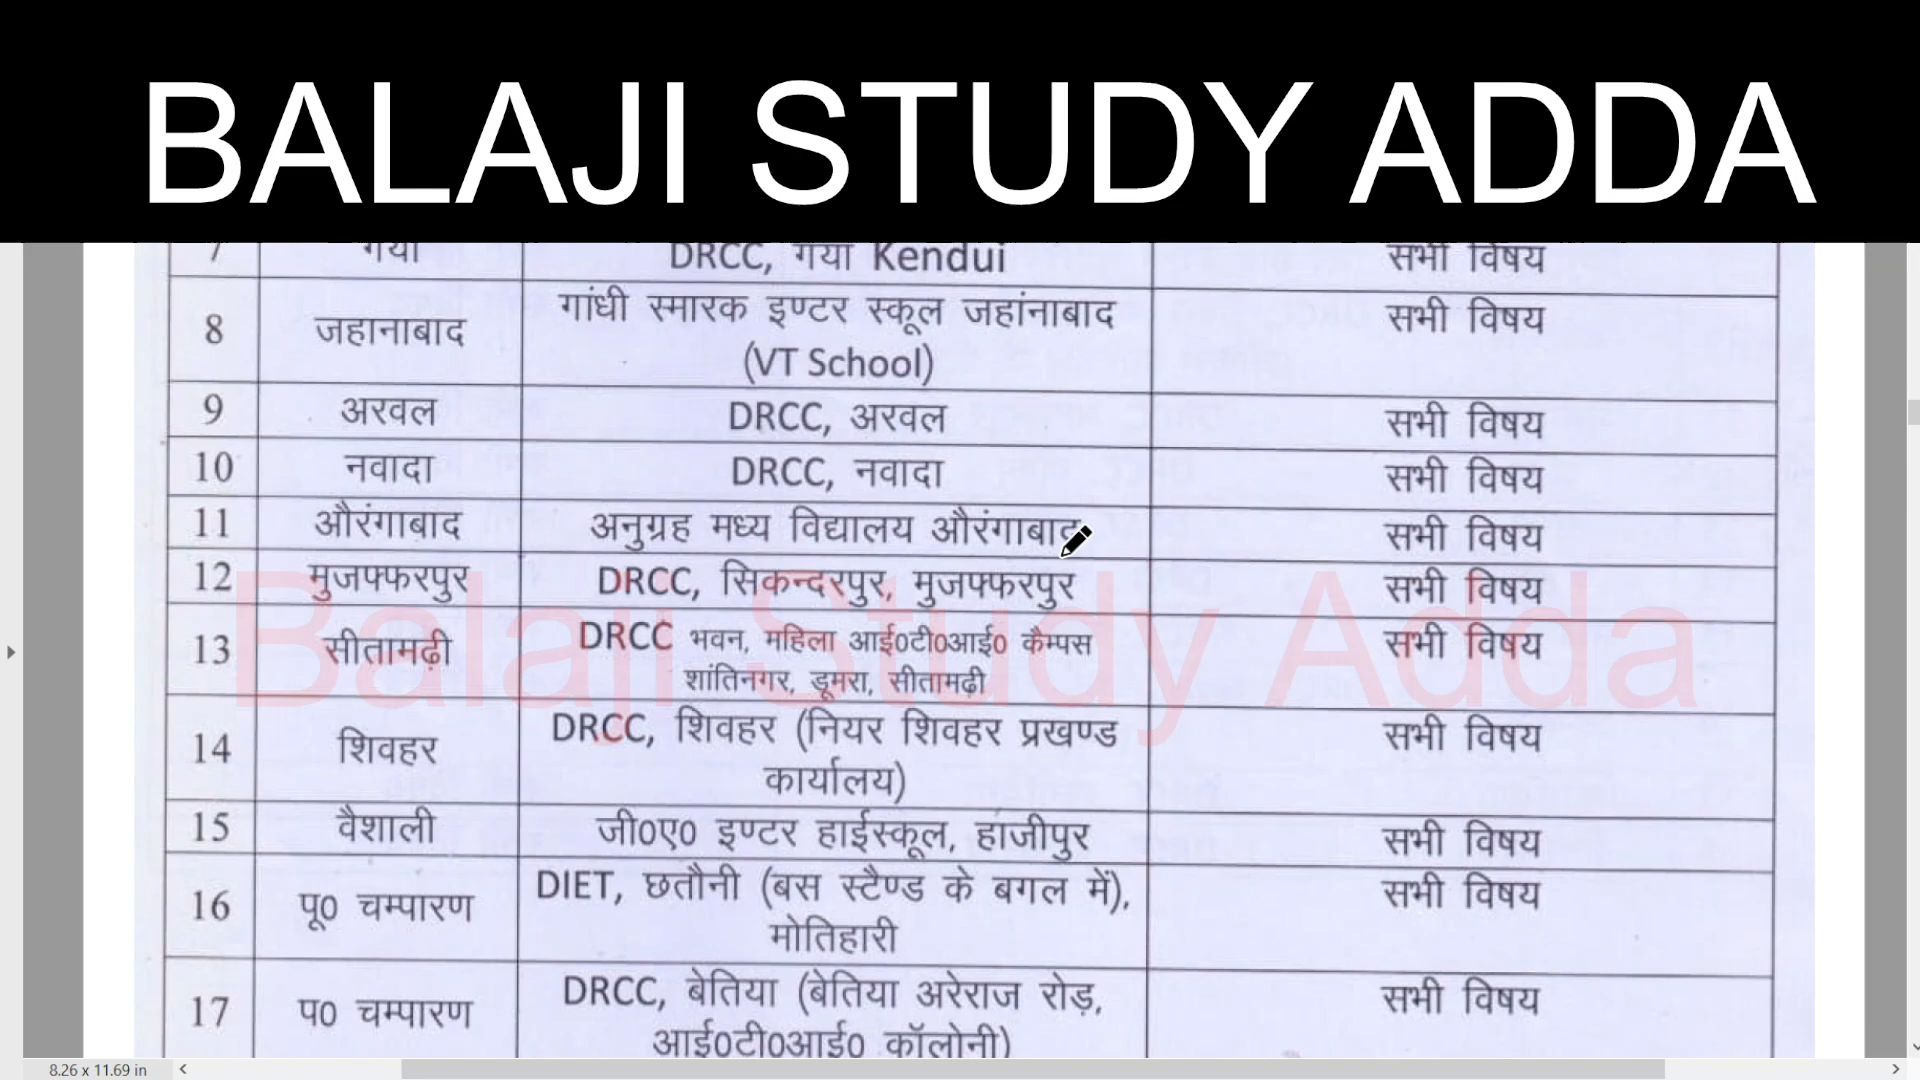 BALAJI STUDY ADDA
7 गया DRCC, गया Kendui सभी विषय
8 जहानाबाद गांधी स्मारक इण्टर स्कूल जहांनाबाद सभी विषय
(VT School)
9 अरवल DRCC, अरवल सभी विषय
10 नवादा DRCC, नवादा सभी विषय
11 औरंगाबाद अनुग्रह मध्य विद्यालय औरंगाबाद सभी विषय
12 मुजफ्फरपुर DRCC, सिकन्दरपुर, मुजफ्फरपुर सभी विषय
13 सीतामढ़ी DRCC भवन, महिला आई0टी0आई0 कैम्पस सभी विषय
शांतिनगर, डूमरा, सीतामढ़ी
Balaji Study Adda
14 शिवहर DRCC, शिवहर (नियर शिवहर प्रखण्ड सभी विषय
कार्यालय)
15 वैशाली जी0ए0 इण्टर हाईस्कूल, हाजीपुर सभी विषय
16 पू0 चम्पारण DIET, छतौनी (बस स्टैण्ड के बगल में), सभी विषय
मोतिहारी
17 प0 चम्पारण DRCC, बेतिया (बेतिया अरेराज रोड़, सभी विषय
आई0टी0आई0 कॉलोनी)
8.26 x 11.69 in